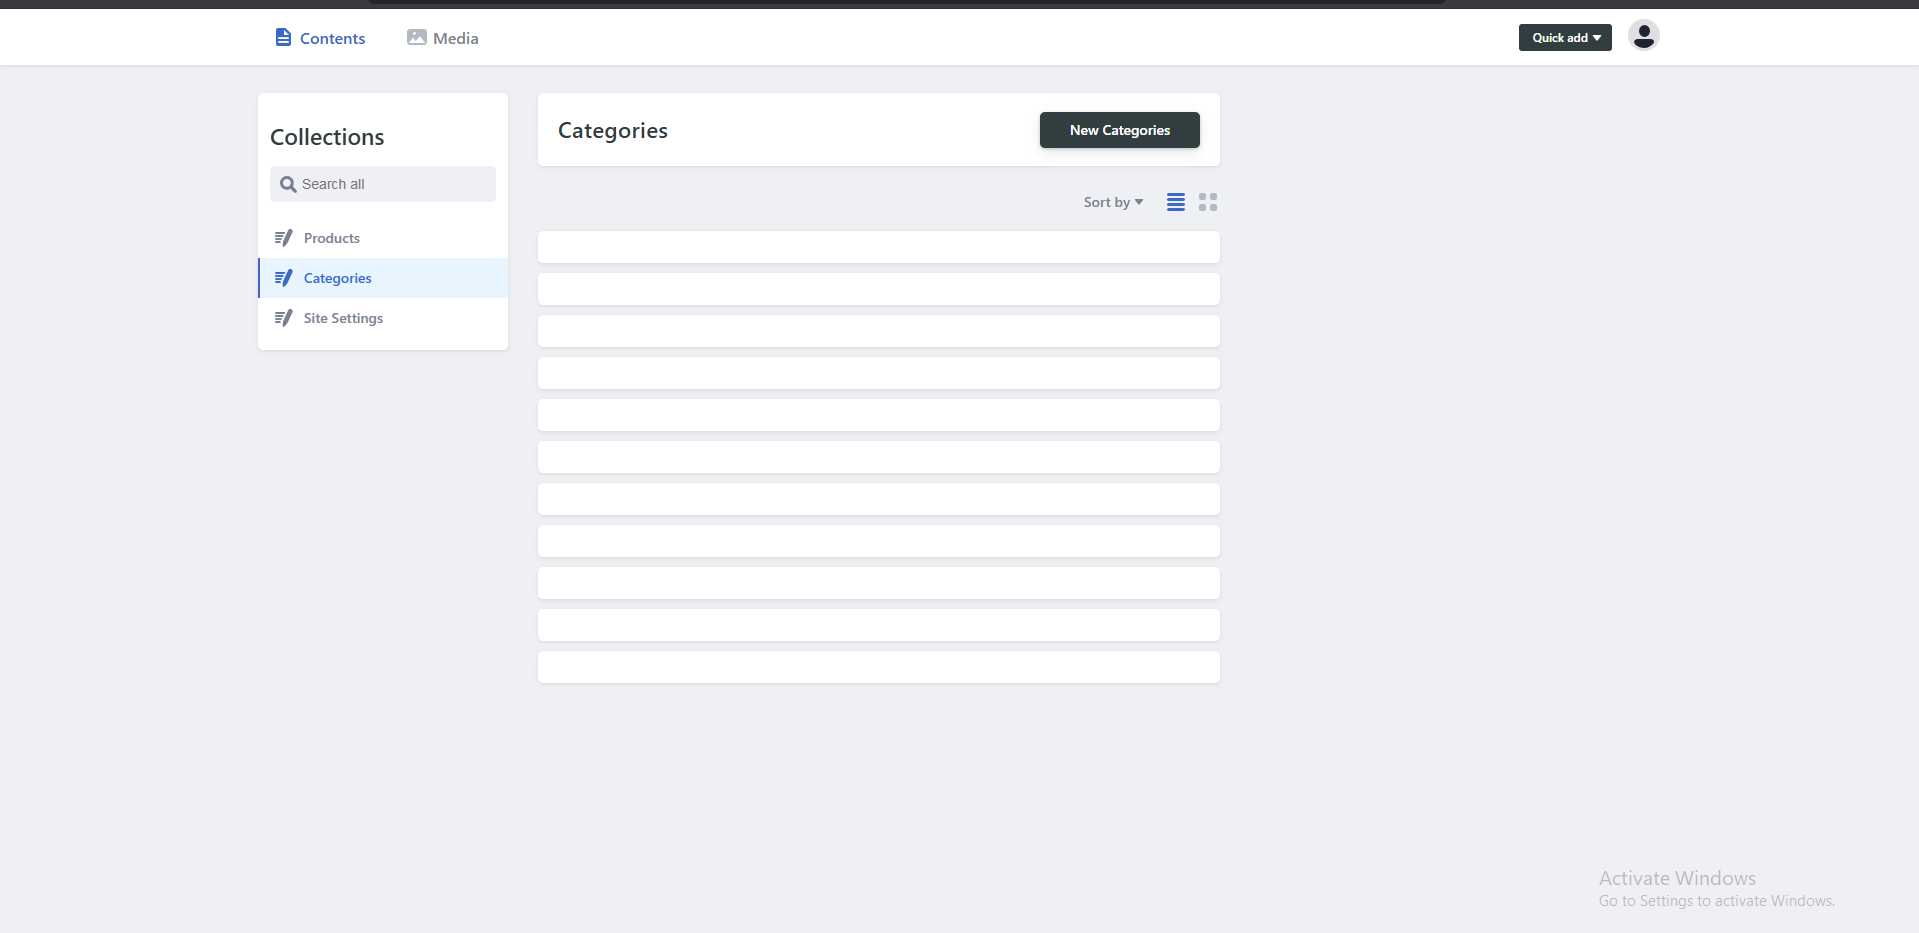 Contents
Media
Quick add
Collections
Search all
Products
Categories
Site Settings
Categories
New Categories
Sort by
Activate Windows
Go to Settings to activate Windows.